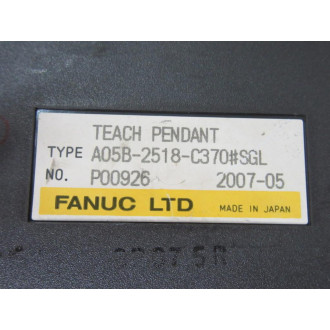 TEACH PENDANT
TYPE A05B-2518-C370#SGL
NO. P00926 2007-05
FANUC LTD MADE IN JAPAN